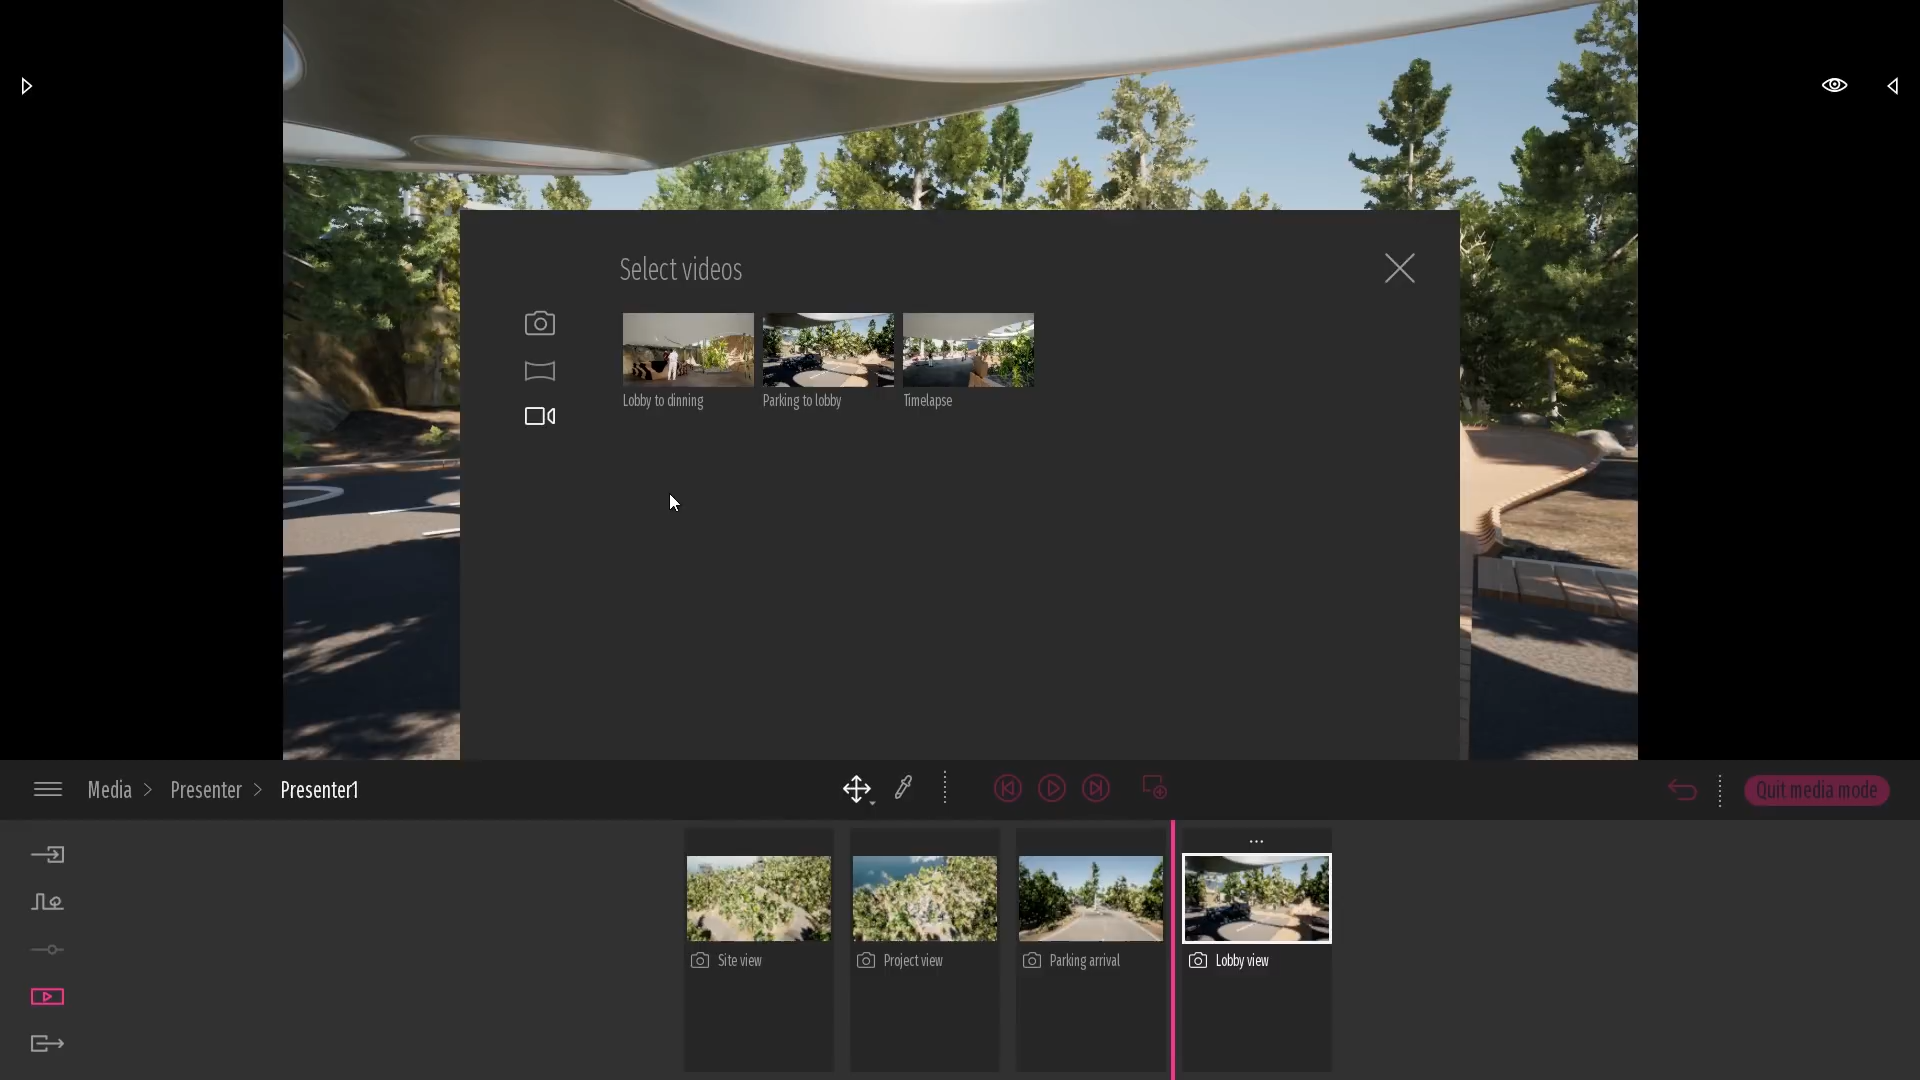 Select videos
Lobby to dinning
Parking to lobby
Timelapse
Media > Presenter > Presenter1
Quit media mode
...
Site view
Project view
Parking arrival
Lobby view